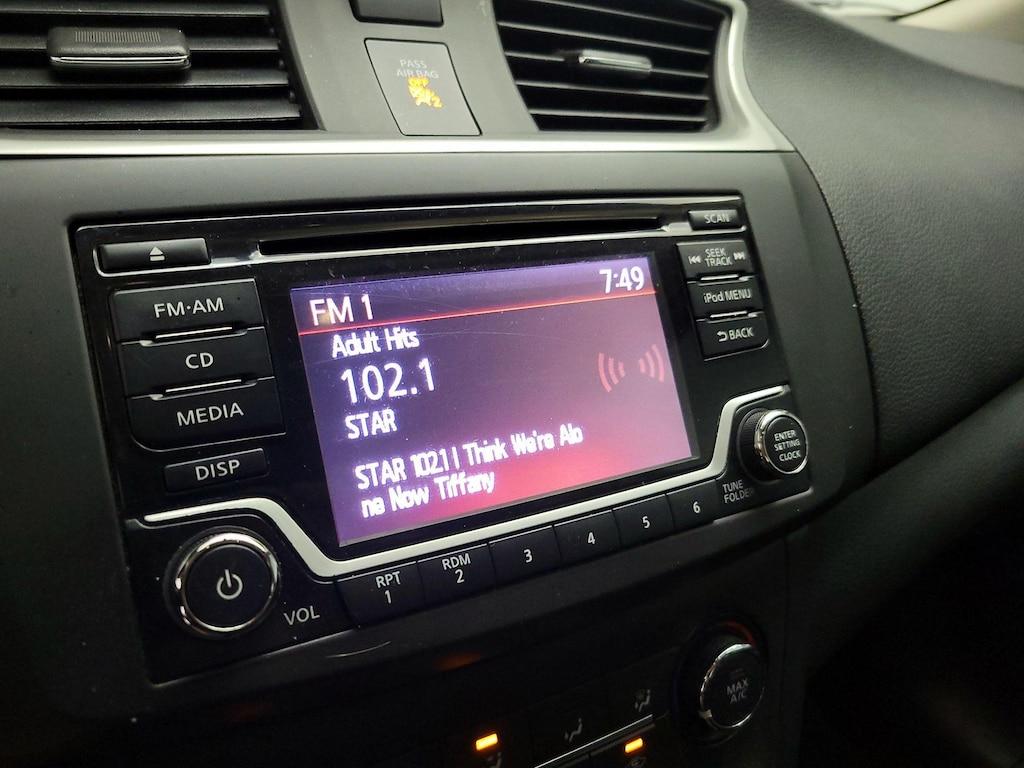 PASS
AIR BAG
OFF
SCAN
SEEK
TRACK
iPod MENU
BACK
FM·AM
CD
MEDIA
DISP
FM 1
7:49
Adult Hits
102.1
STAR
STAR 102.1 I Think We're Alo
ne Now Tiffany
ENTER
SETTING
CLOCK
TUNE
FOLDER
VOL
RPT
1
RDM
2
3
4
5
6
MAX
A/C